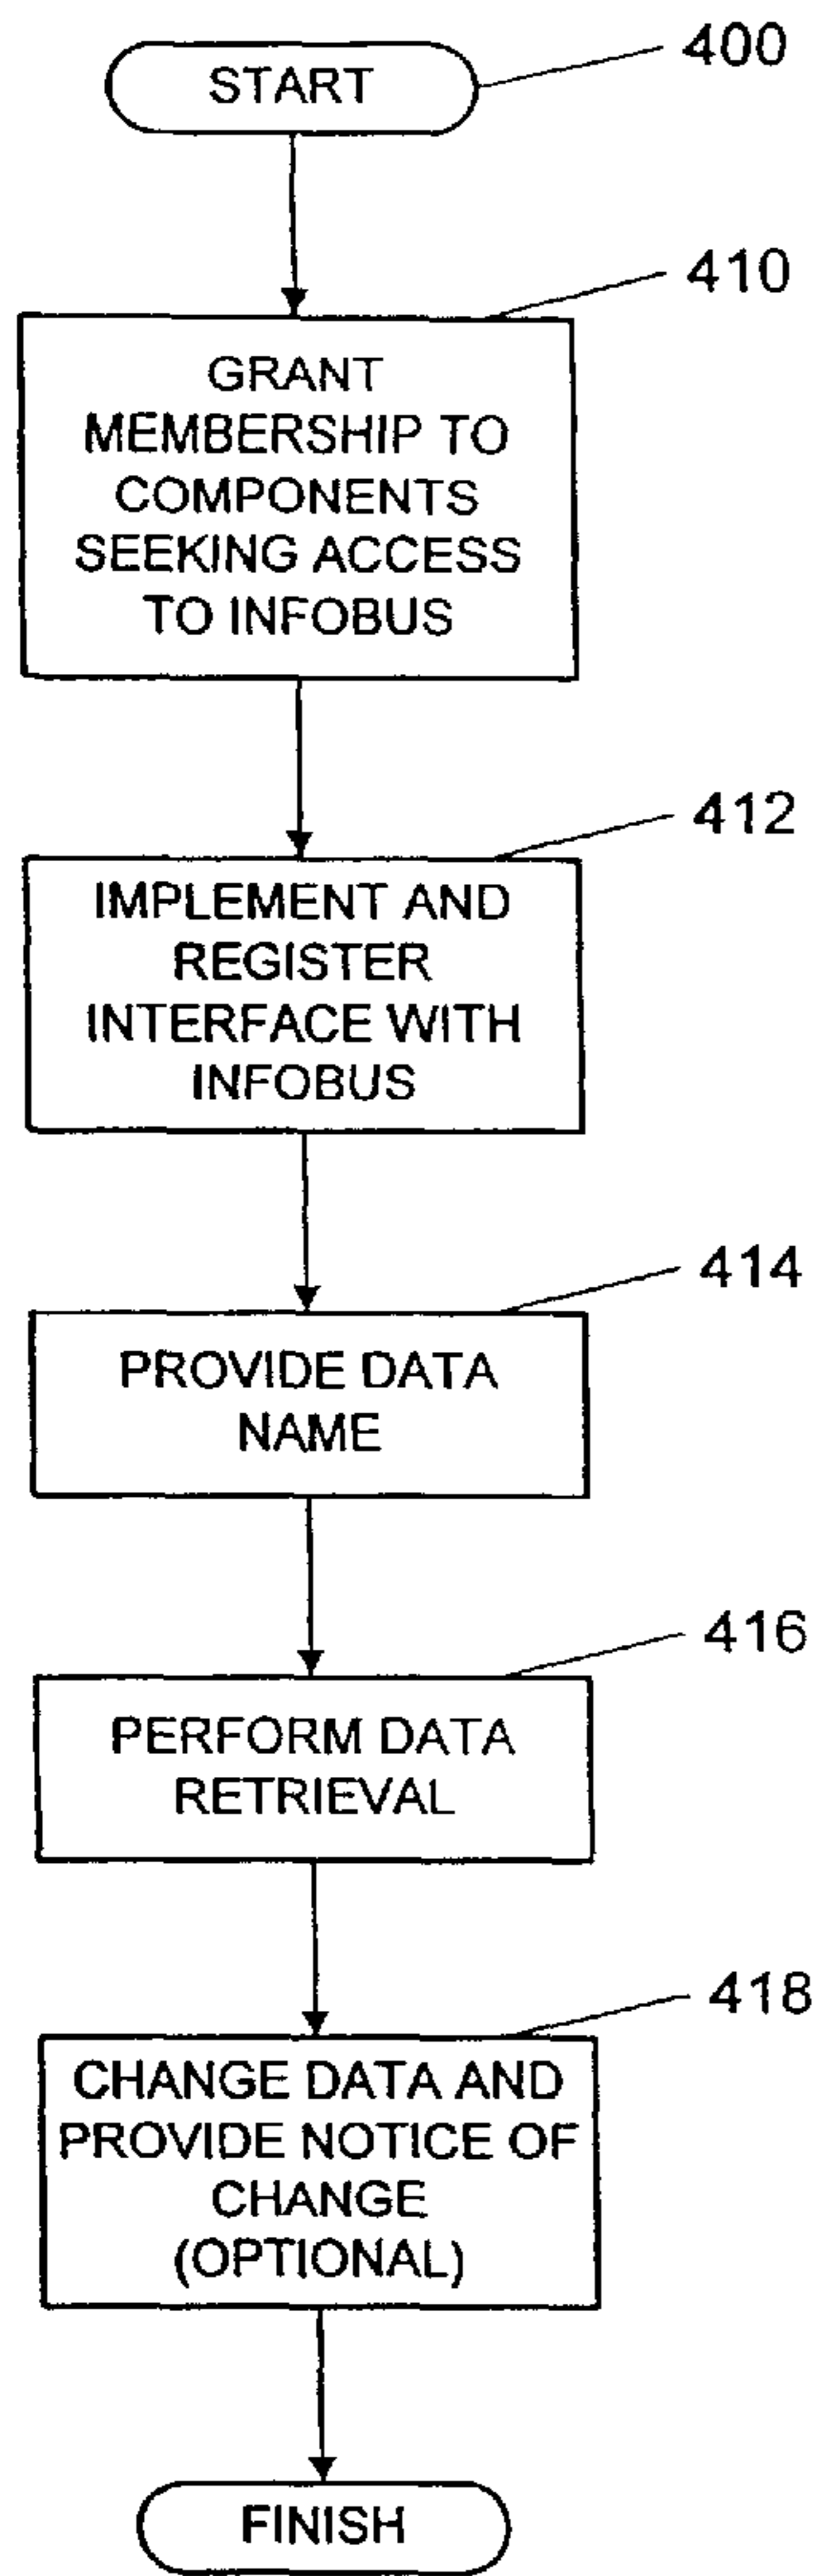 400
START
410
GRANT
MEMBERSHIP TO
COMPONENTS
SEEKING ACCESS
TO INFOBUS
412
IMPLEMENT AND
REGISTER
INTERFACE WITH
INFOBUS
414
PROVIDE DATA
NAME
416
PERFORM DATA
RETRIEVAL
418
CHANGE DATA AND
PROVIDE NOTICE OF
CHANGE
(OPTIONAL)
FINISH